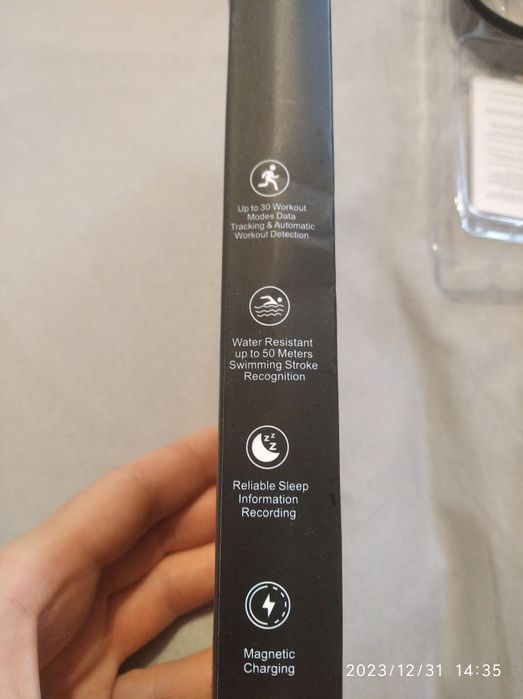 Up to 30 Workout
Modes Data
Tracking & Automatic
Workout Detection
Water Resistant
up to 50 Meters
Swimming Stroke
Recognition
z z
z
Reliable Sleep
Information
Recording
Magnetic
Charging
2023/12/31 14:35